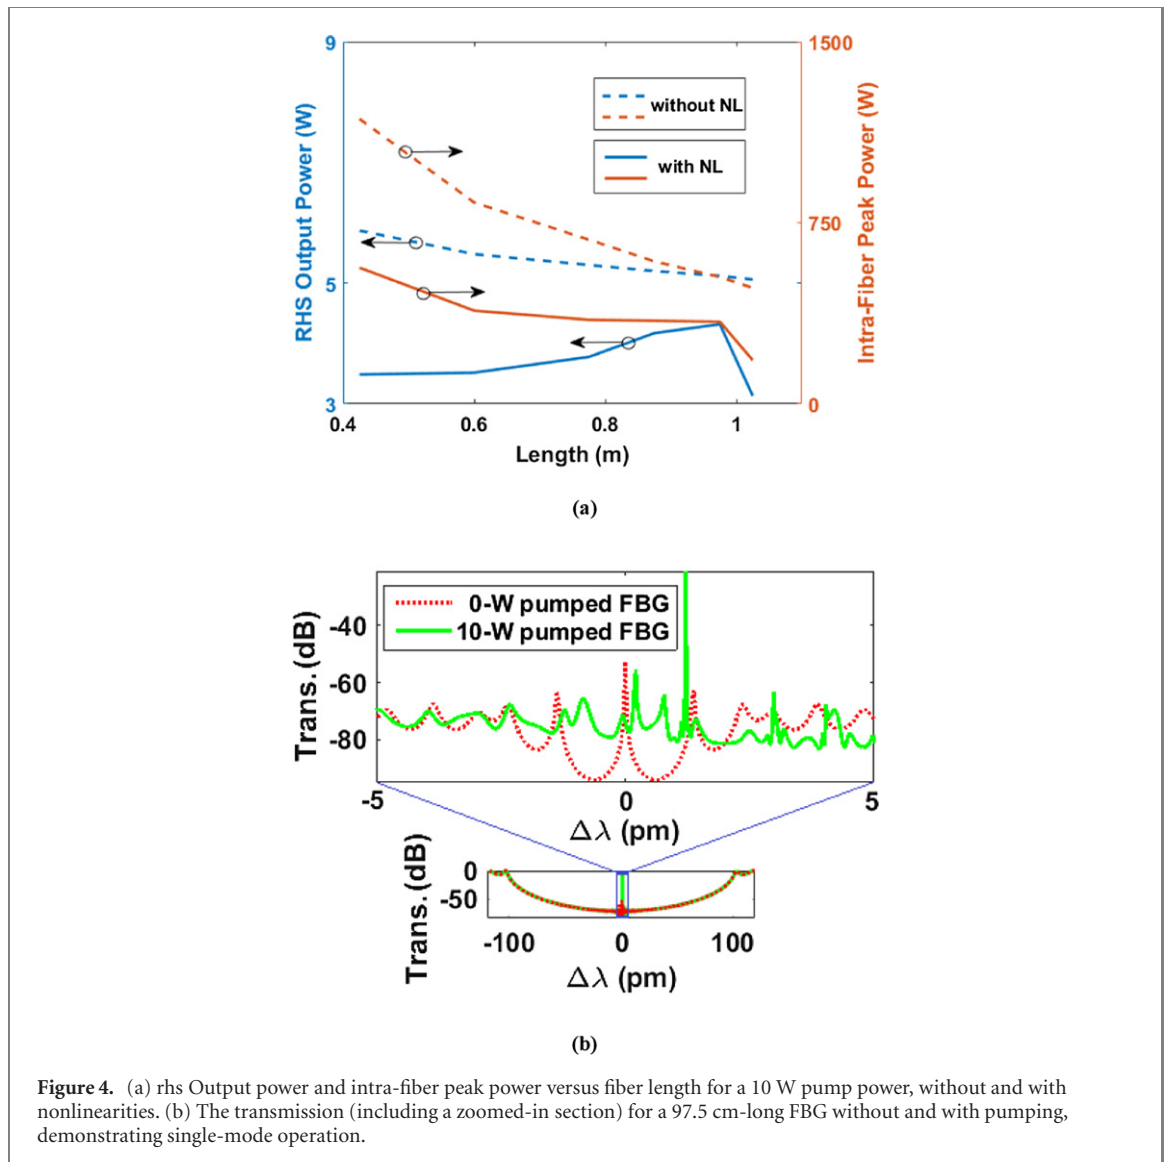 9
1500
RHS Output Power (W)
Intra-Fiber Peak Power (W)
without NL
with NL
750
5
3
0
0.4
0.6
0.8
1
Length (m)
(a)
0-W pumped FBG
10-W pumped FBG
Trans.(dB)
-40
-60
-80
-5
0
5
Δλ (pm)
Trans.(dB)
0
-50
-100
0
100
Δλ (pm)
(b)
Figure 4. (a) rhs Output power and intra-fiber peak power versus fiber length for a 10 W pump power, without and with
nonlinearities. (b) The transmission (including a zoomed-in section) for a 97.5 cm-long FBG without and with pumping,
demonstrating single-mode operation.